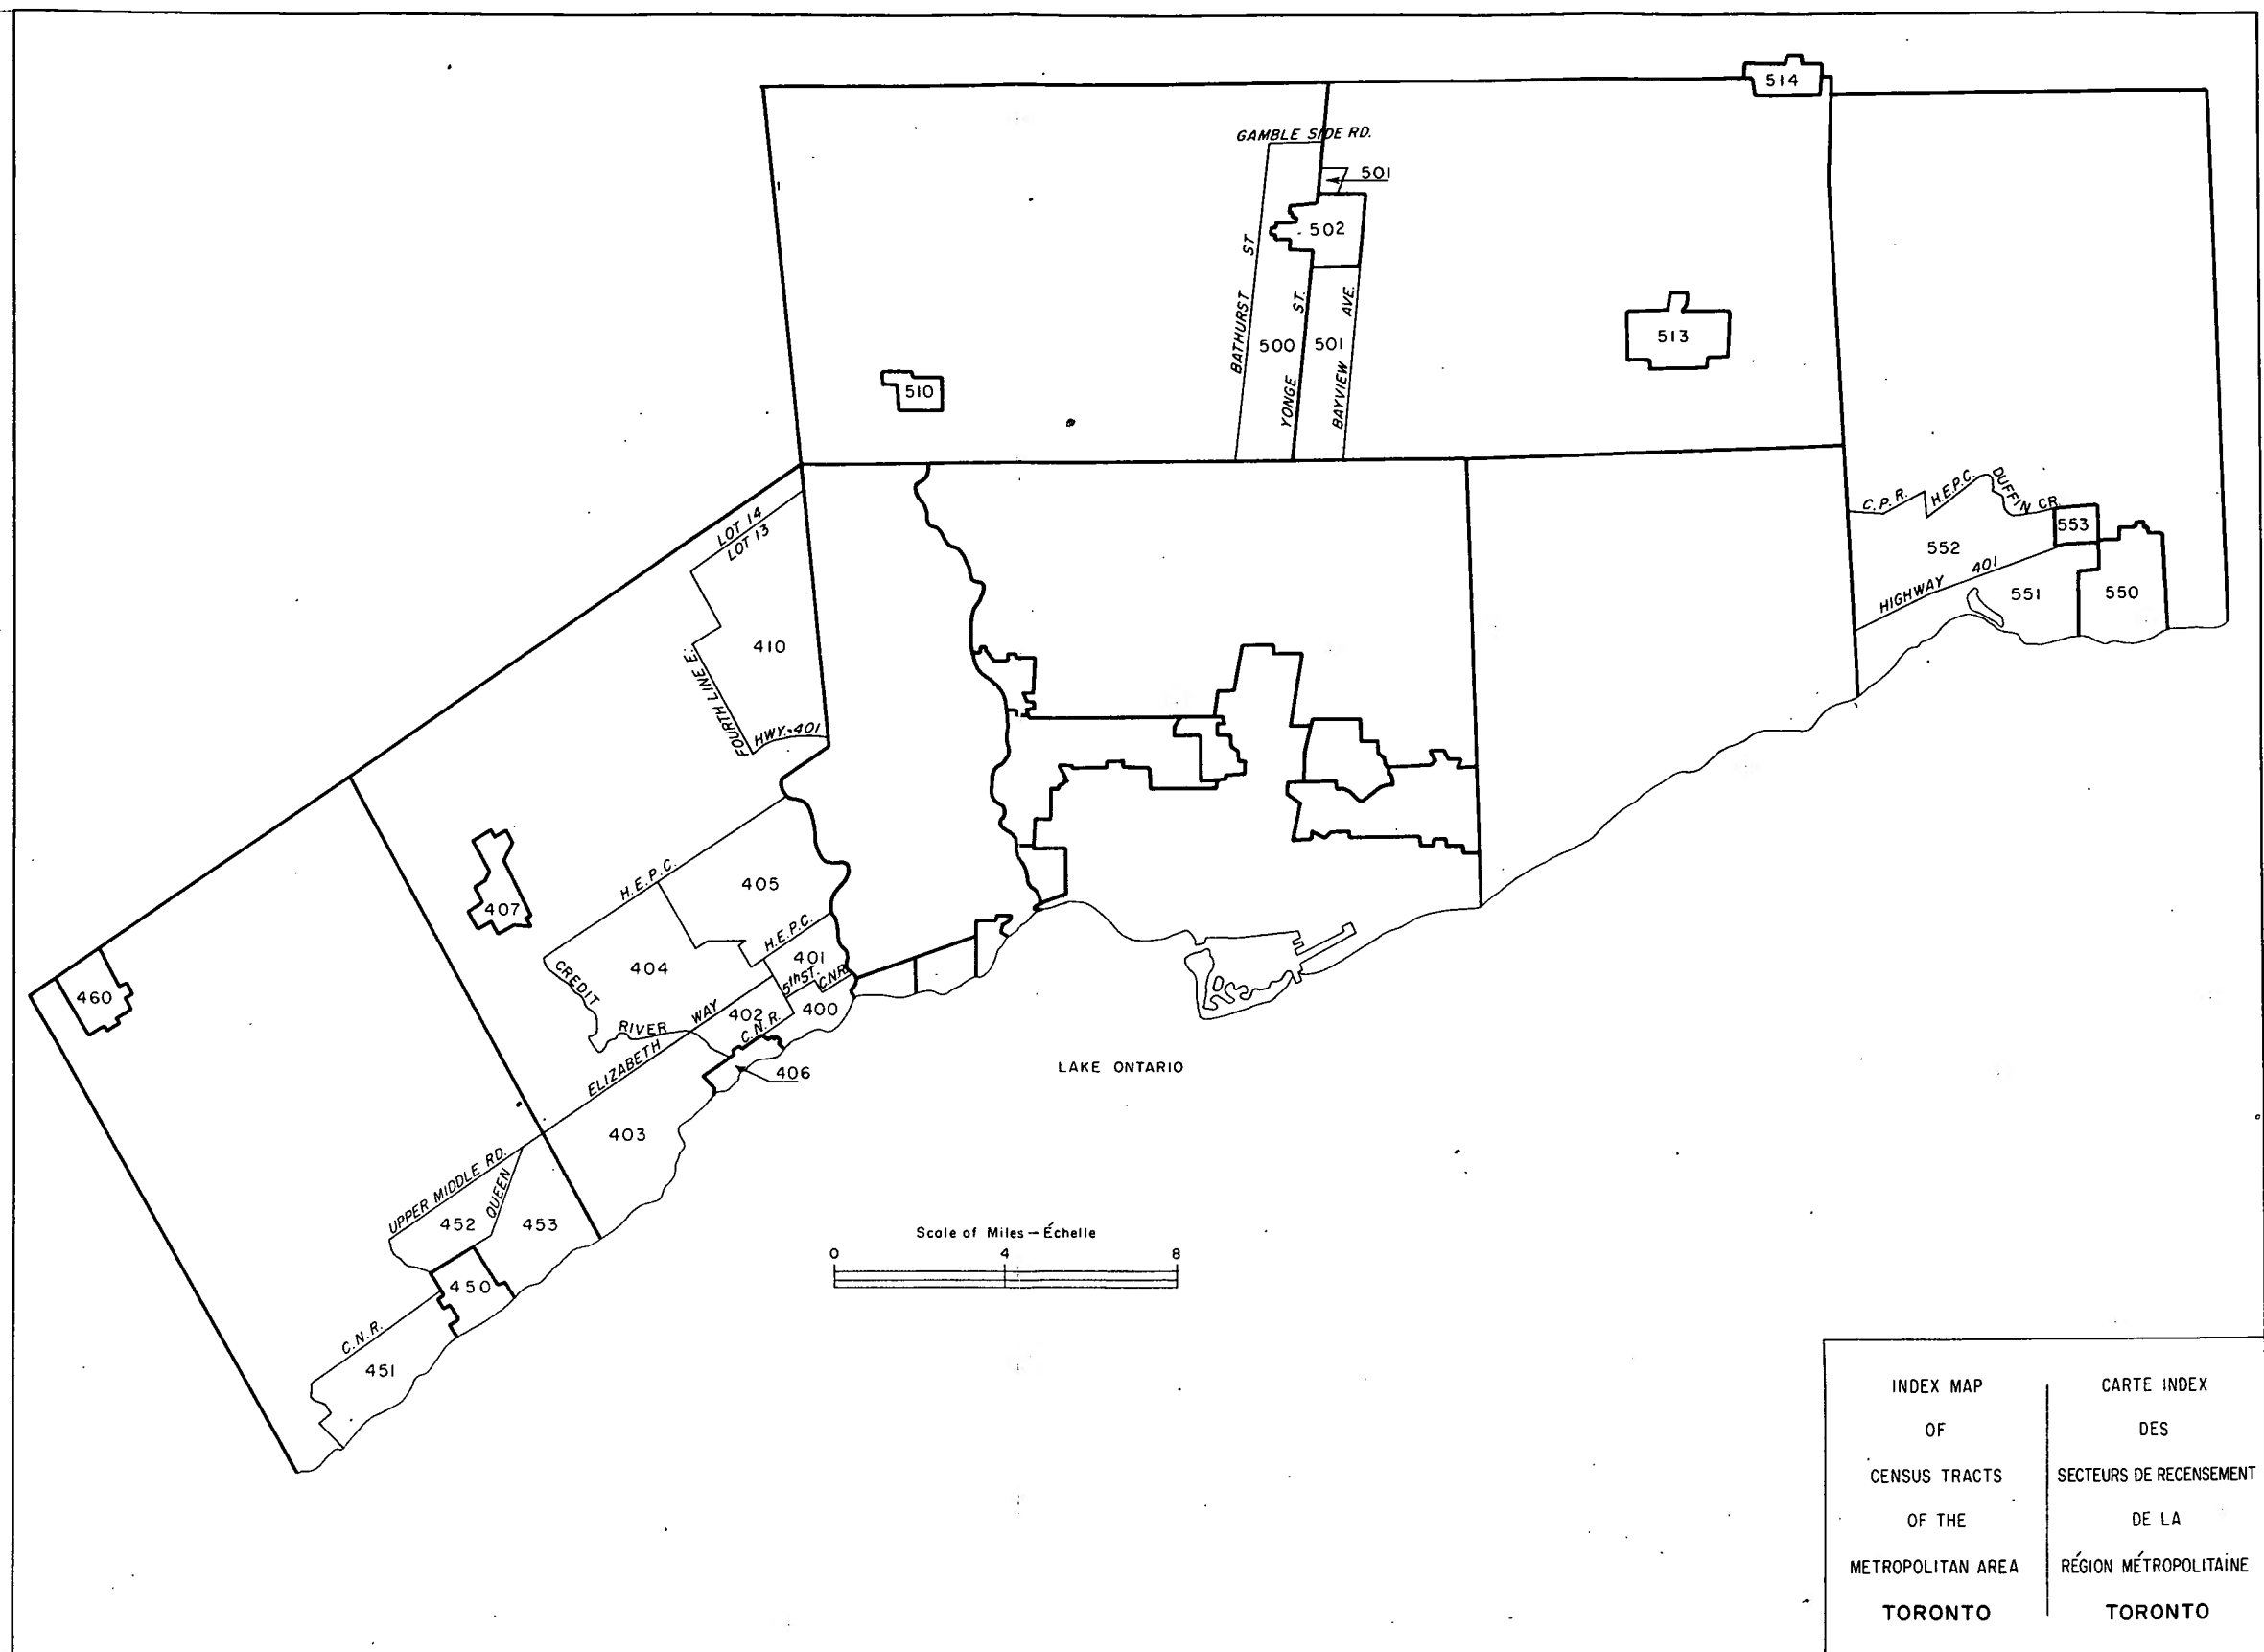 514
GAMBLE SIDE RD.
501
502
BATHURST ST
500
YONGE ST.
501
BAYVIEW AVE.
513
510
LOT 14
LOT 13
410
FOURTH LINE E.
HWY. 401
C.P.R.
H.E.P.C.
DUFFIN CR.
553
552
HIGHWAY 401
551
550
H.E.P.C.
405
407
H.E.P.C.
401
404
CREDIT RIVER
5th ST.
C.N.R.
460
402
C.N.R.
400
ELIZABETH WAY
406
LAKE ONTARIO
403
UPPER MIDDLE RD.
QUEEN
452
453
450
C.N.R.
451
Scale of Miles — Échelle
0 4 8
INDEX MAP
OF
CENSUS TRACTS
OF THE
METROPOLITAN AREA
TORONTO
CARTE INDEX
DES
SECTEURS DE RECENSEMENT
DE LA
RÉGION MÉTROPOLITAINE
TORONTO